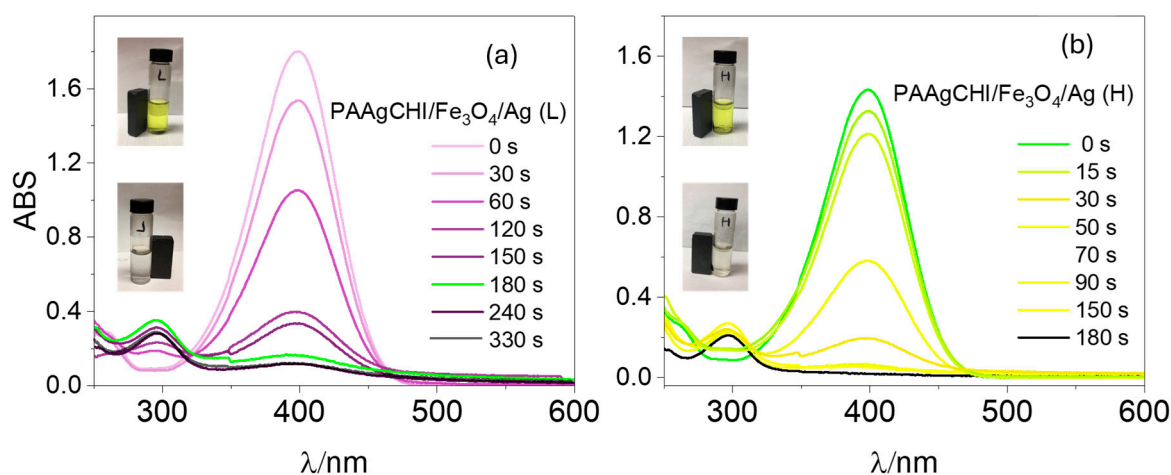 (a)
PAAgCHI/Fe₃O₄/Ag (L)
0 s
30 s
60 s
120 s
150 s
180 s
240 s
330 s
L
L
ABS
1.6
1.2
0.8
0.4
0.0
300 400 500 600
λ/nm
(b)
PAAgCHI/Fe₃O₄/Ag (H)
0 s
15 s
30 s
50 s
70 s
90 s
150 s
180 s
H
H
1.6
1.2
0.8
0.4
0.0
300 400 500 600
λ/nm